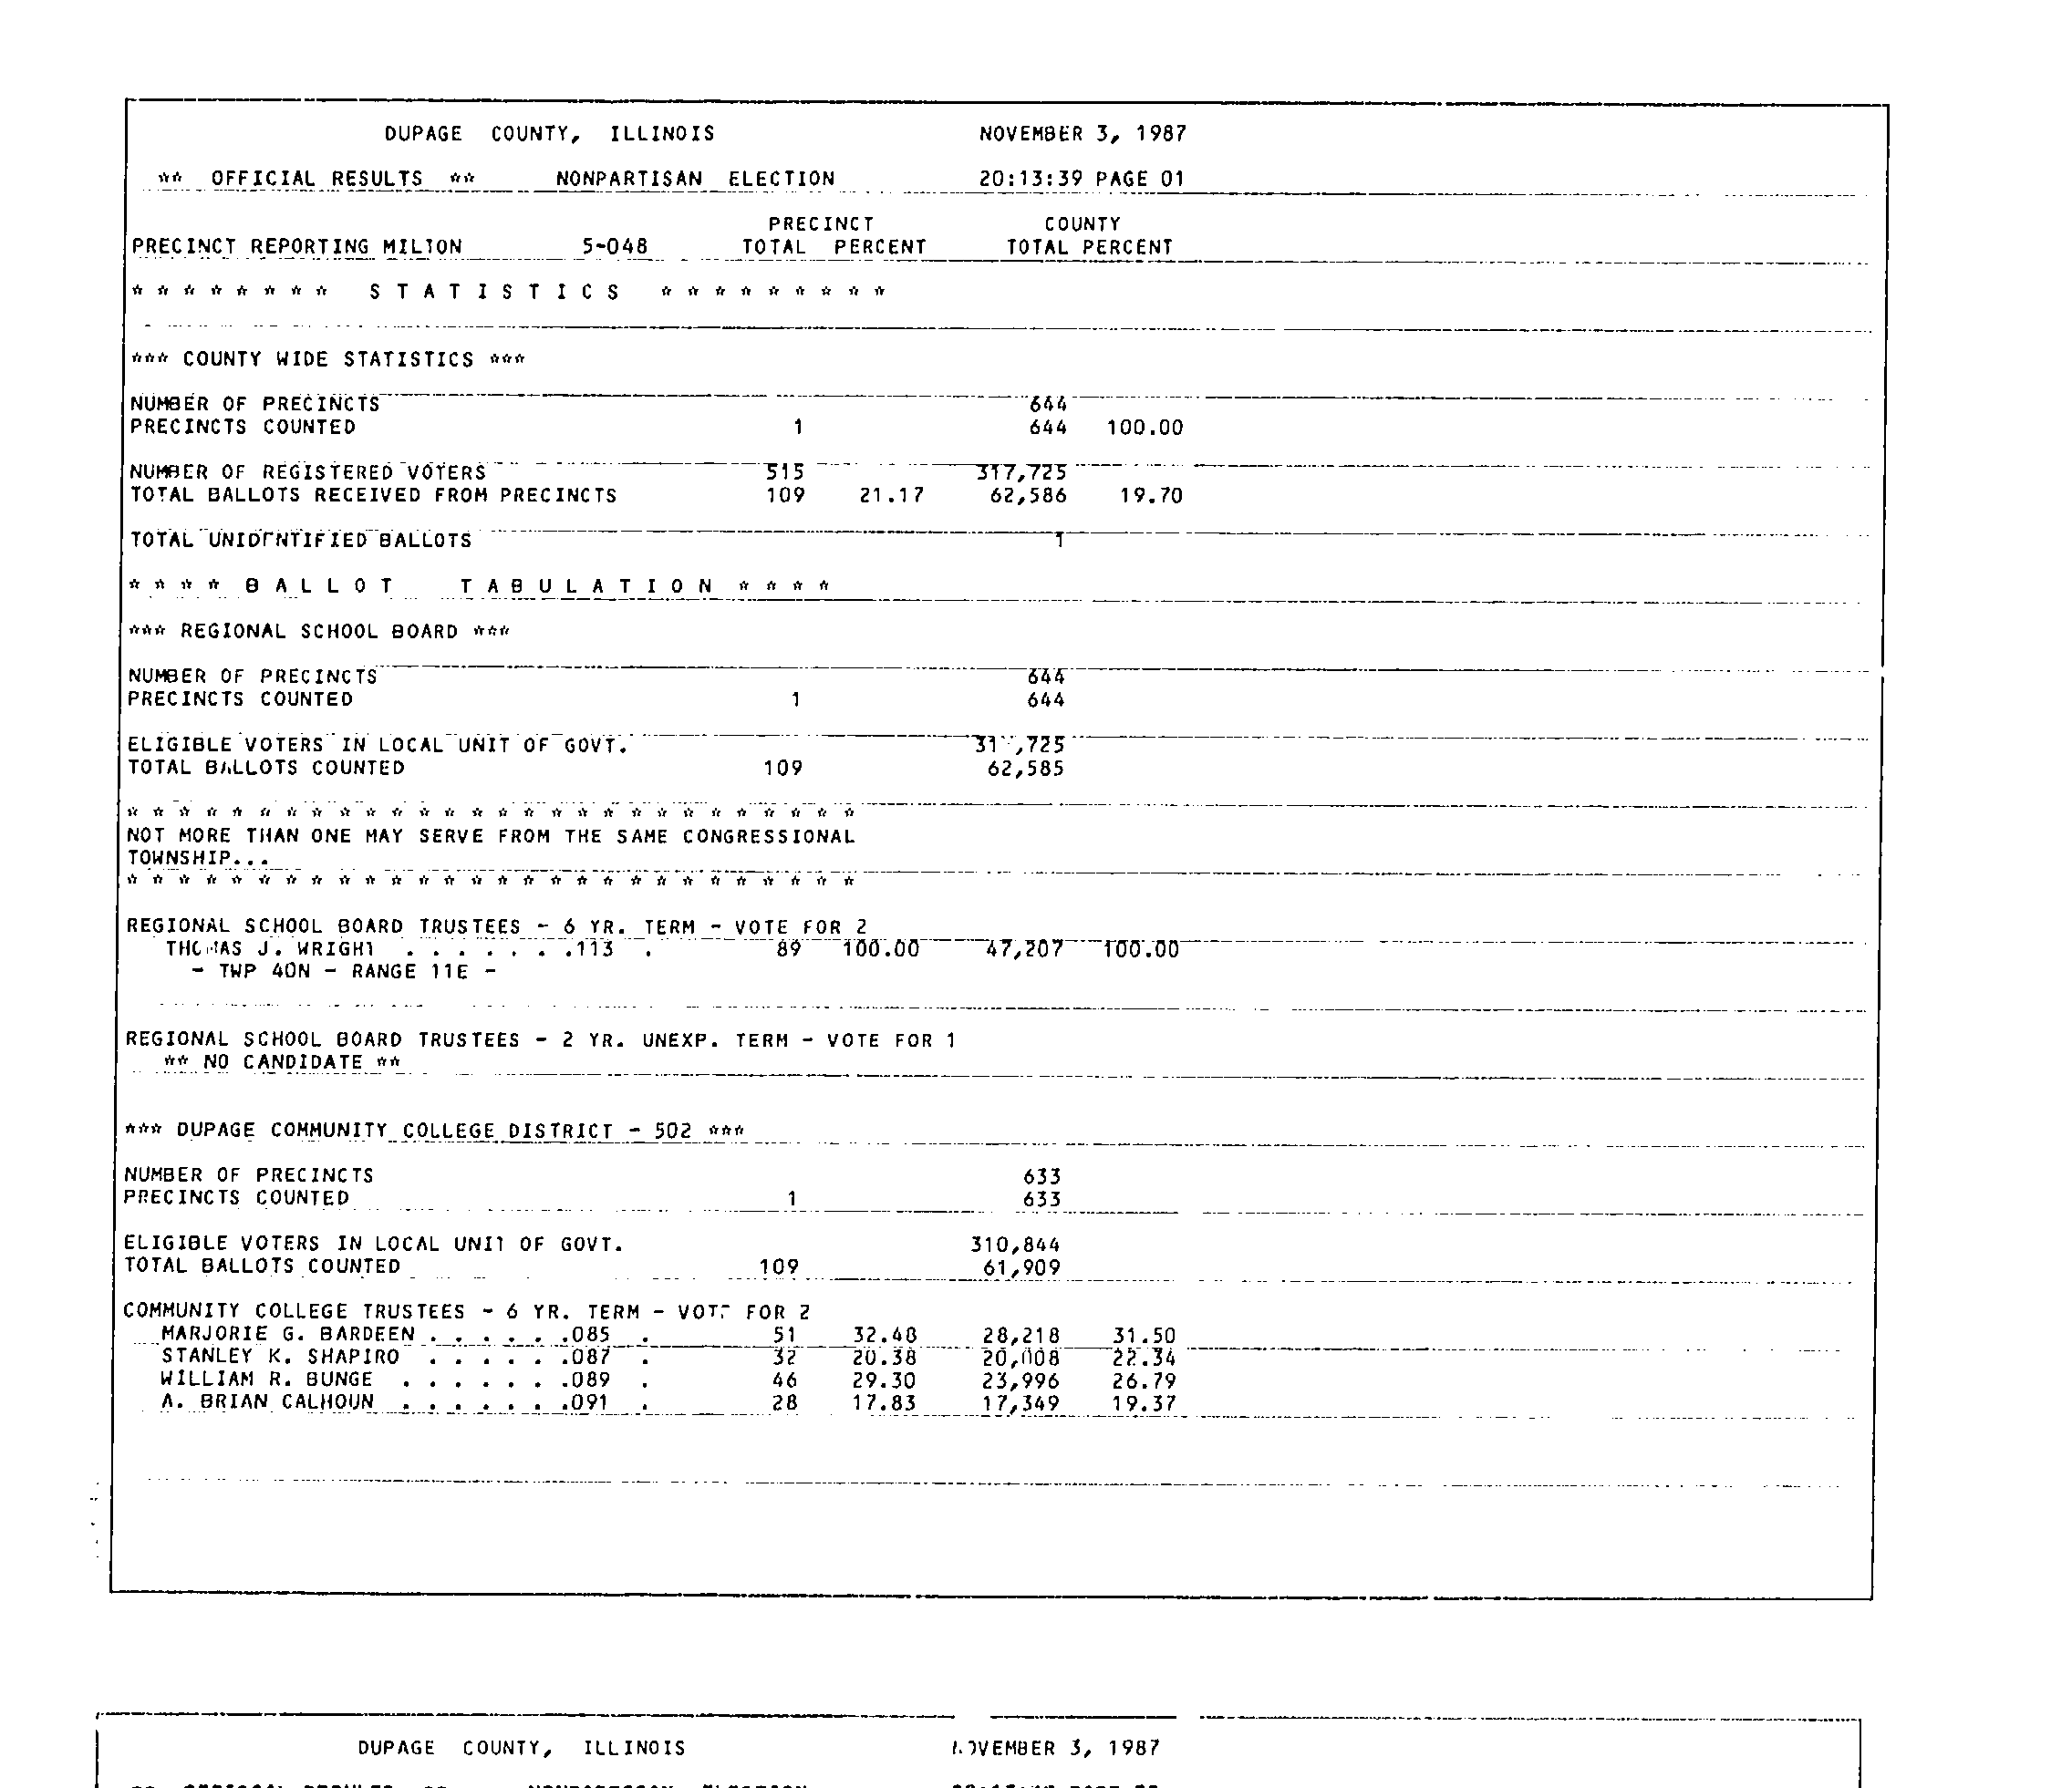 DUPAGE COUNTY, ILLINOIS NOVEMBER 3, 1987
** OFFICIAL RESULTS ** NONPARTISAN ELECTION 20:13:39 PAGE 01
PRECINCT COUNTY
PRECINCT REPORTING MILTON 5-048 TOTAL PERCENT TOTAL PERCENT
* * * * * * * * S T A T I S T I C S * * * * * * * * *
*** COUNTY WIDE STATISTICS ***
NUMBER OF PRECINCTS 644
PRECINCTS COUNTED 1 644 100.00
NUMBER OF REGISTERED VOTERS 515 317,725
TOTAL BALLOTS RECEIVED FROM PRECINCTS 109 21.17 62,586 19.70
TOTAL UNIDENTIFIED BALLOTS 1
* * * * B A L L O T T A B U L A T I O N * * * *
*** REGIONAL SCHOOL BOARD ***
NUMBER OF PRECINCTS 644
PRECINCTS COUNTED 1 644
ELIGIBLE VOTERS IN LOCAL UNIT OF GOVT.
TOTAL BALLOTS COUNTED 109 62,585
* * * * * * * * * * * * * * * * * * * * * * * * * * * *
NOT MORE THAN ONE MAY SERVE FROM THE SAME CONGRESSIONAL
TOWNSHIP...
* * * * * * * * * * * * * * * * * * * * * * * * * * * *
REGIONAL SCHOOL BOARD TRUSTEES - 6 YR. TERM - VOTE FOR 2
THOMAS J. WRIGHT . . . . . . .113 . 89 100.00 47,207 100.00
- TWP 40N - RANGE 11E -
REGIONAL SCHOOL BOARD TRUSTEES - 2 YR. UNEXP. TERM - VOTE FOR 1
** NO CANDIDATE **
*** DUPAGE COMMUNITY COLLEGE DISTRICT - 502 ***
NUMBER OF PRECINCTS 633
PRECINCTS COUNTED 1 633
ELIGIBLE VOTERS IN LOCAL UNIT OF GOVT. 310,844
TOTAL BALLOTS COUNTED 109 61,909
COMMUNITY COLLEGE TRUSTEES - 6 YR. TERM - VOTE FOR 2
MARJORIE G. BARDEEN . . . . . .085 . 51 32.48 28,218 31.50
STANLEY K. SHAPIRO . . . . . .087 . 32 20.38 20,008 22.34
WILLIAM R. BUNGE . . . . . . .089 . 46 29.30 23,996 26.79
A. BRIAN CALHOUN . . . . . . .091 . 28 17.83 17,349 19.37
DUPAGE COUNTY, ILLINOIS NOVEMBER 3, 1987